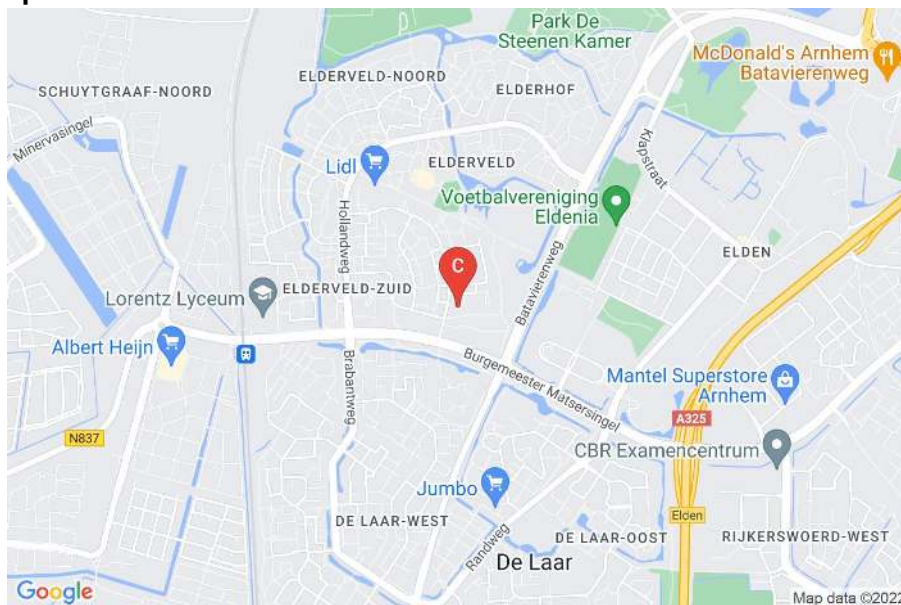 Park De
Steenen Kamer
McDonald's Arnhem
Batavierenweg
ELDERVELD-NOORD
SCHUYTGRAAF-NOORD
ELDERHOF
Minervasingel
Klapstraat
Lidl
ELDERVELD
Voetbalvereniging
Eldenia
Hollandweg
ELDEN
C
Batavierenweg
ELDERVELD-ZUID
Lorentz Lyceum
Albert Heijn
Brabantweg
Burgemeester Matsersingel
Mantel Superstore
Arnhem
A325
N837
CBR Examencentrum
Jumbo
Elden
DE LAAR-WEST
Randweg
DE LAAR-OOST
RIJKERSWOERD-WEST
De Laar
Google
Map data ©2022